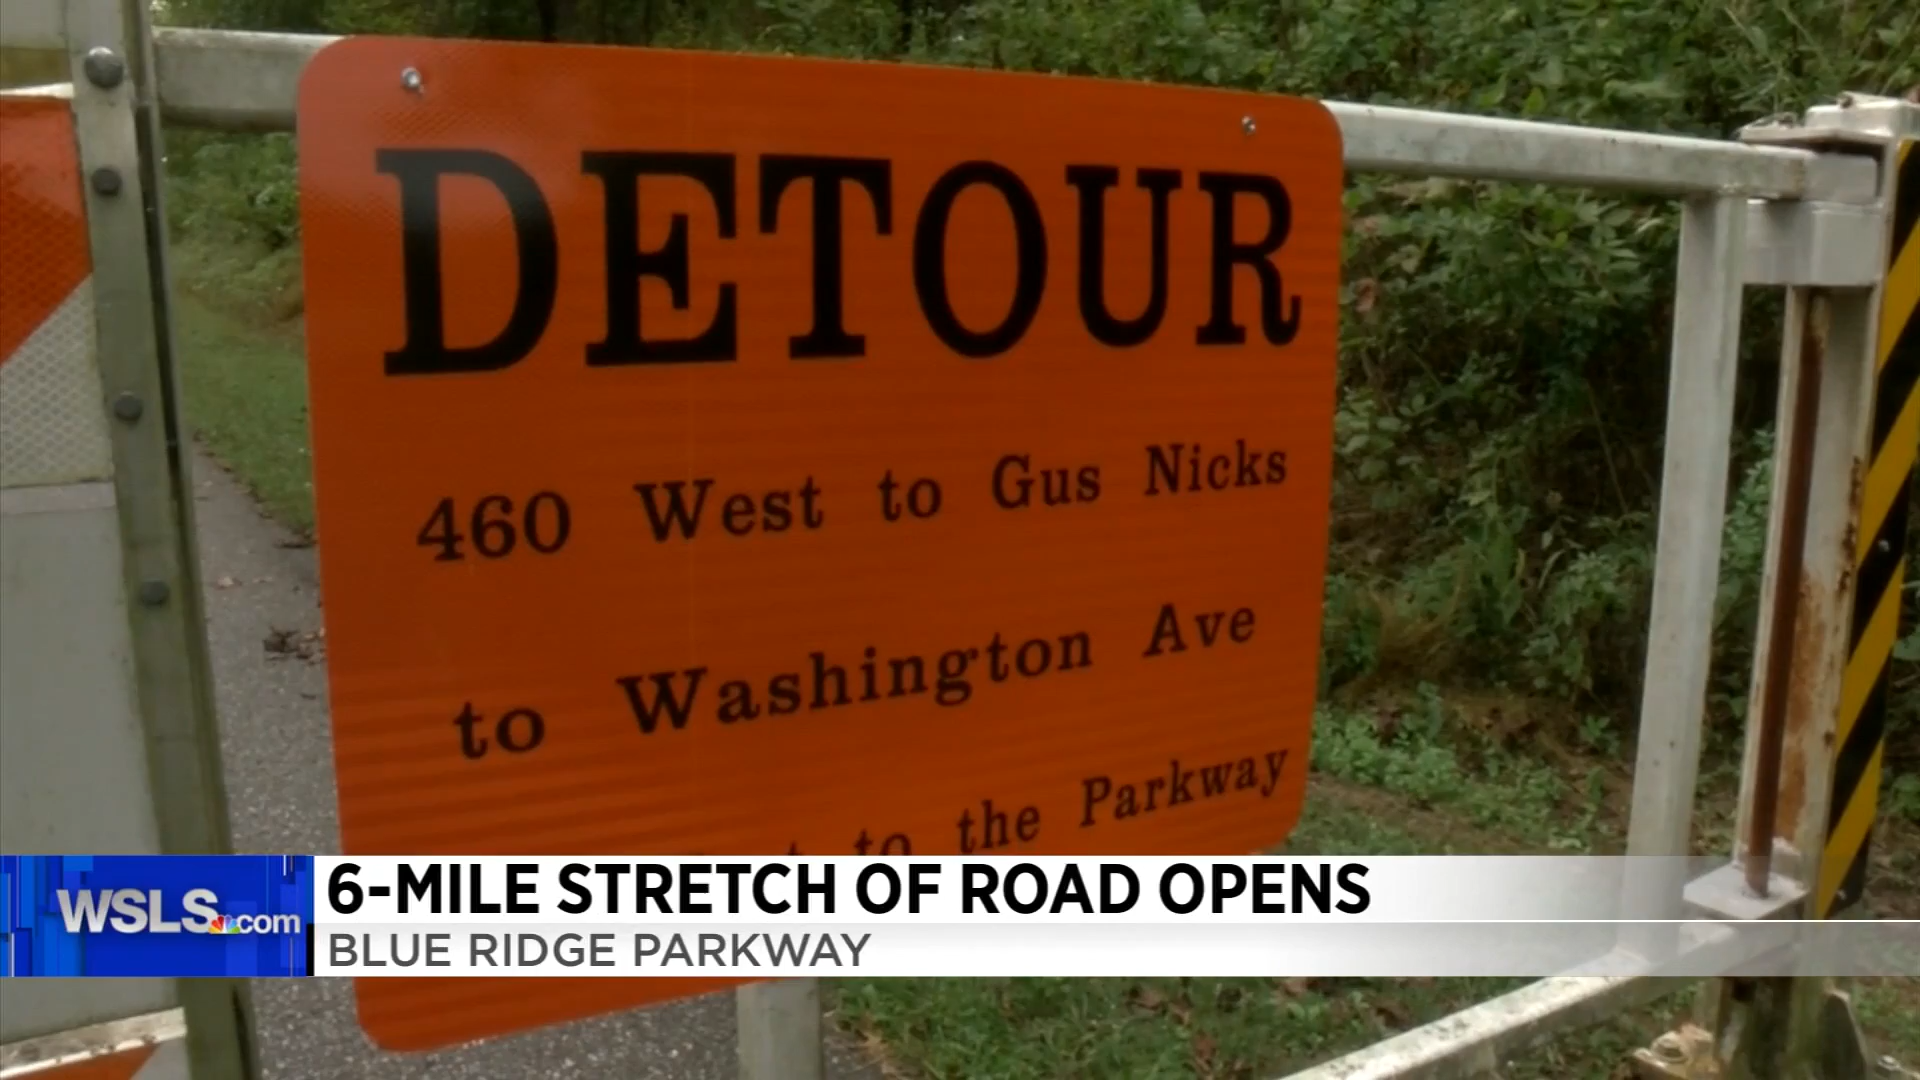 DETOUR
460 West to Gus Nicks
to Washington Ave
to the Parkway
WSLS.com
6-MILE STRETCH OF ROAD OPENS
BLUE RIDGE PARKWAY